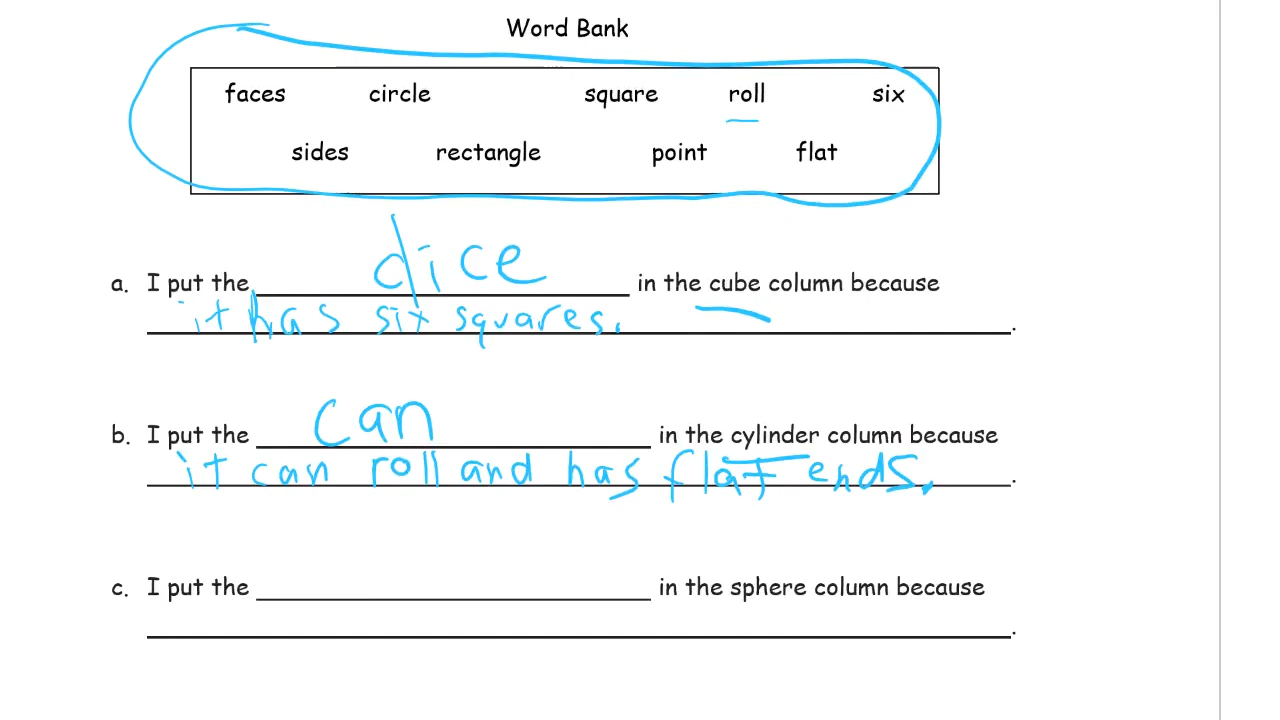 Word Bank
faces circle square roll six
sides rectangle point flat
a. I put the dice in the cube column because
it has six squares. .
b. I put the can in the cylinder column because
it can roll and has flat ends. .
c. I put the ____ in the sphere column because
____.